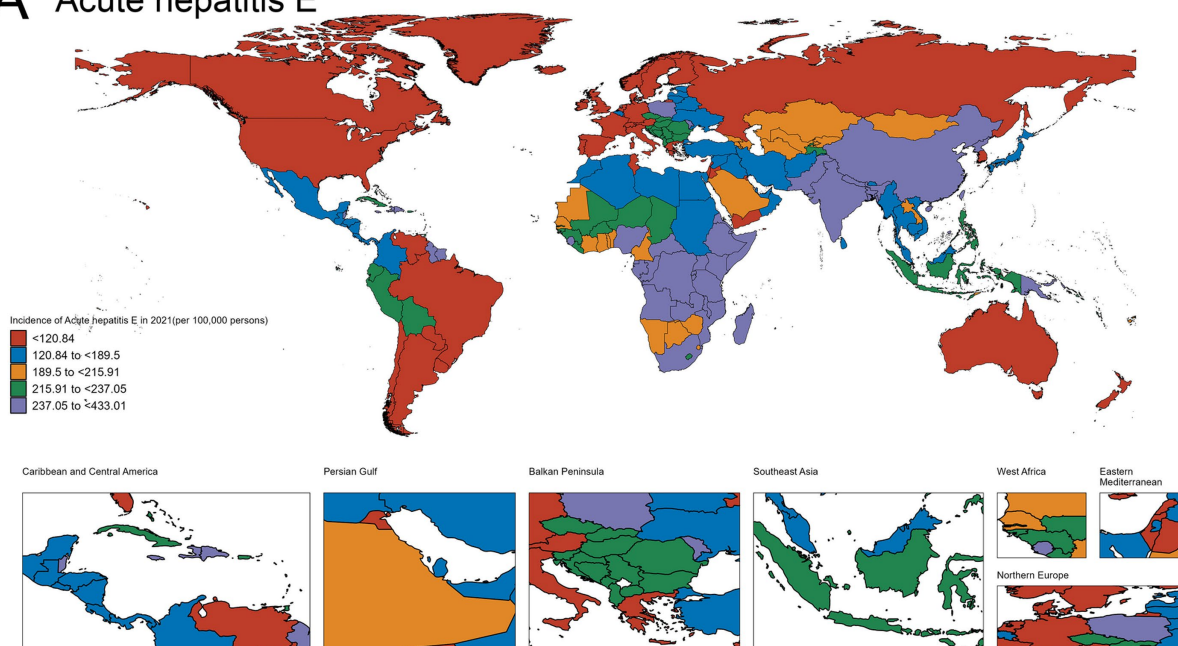 A Acute hepatitis E
Incidence of Acute hepatitis E in 2021(per 100,000 persons)
<120.84
120.84 to <189.5
189.5 to <215.91
215.91 to <237.05
237.05 to <433.01
Caribbean and Central America
Persian Gulf
Balkan Peninsula
Southeast Asia
West Africa
Eastern
Mediterranean
Northern Europe